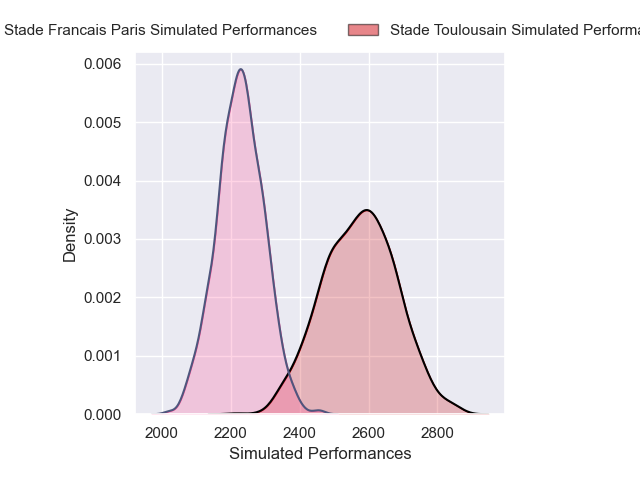 Stade Francais Paris Simulated Performances Stade Toulousain Simulated
0.006
0.005
0.004
0.003
0.002
0.001
0.000
Density
2000 2200 2400 2600 2800
Simulated Performances